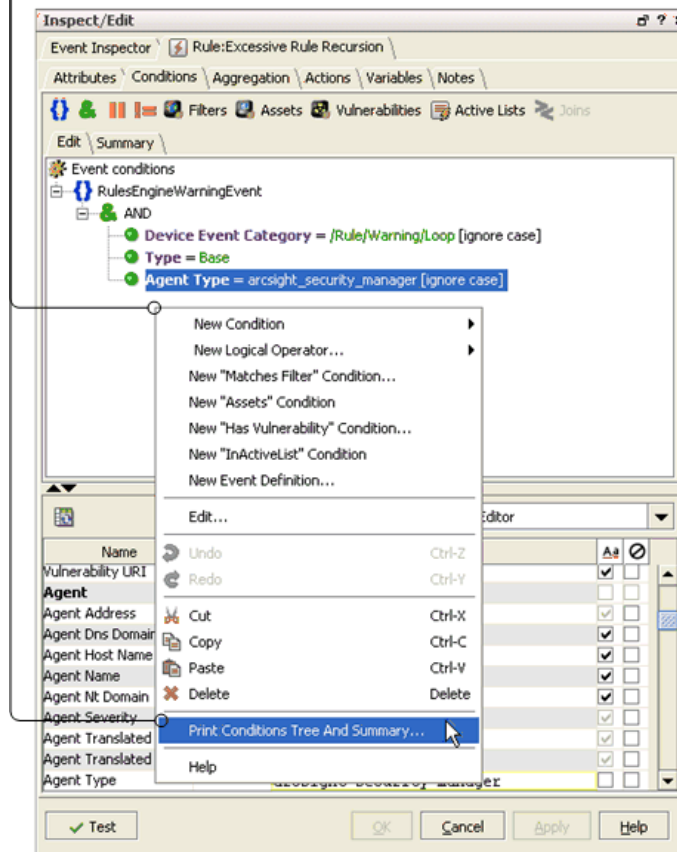 Inspect/Edit
Event Inspector Rule:Excessive Rule Recursion
Attributes Conditions Aggregation Actions Variables Notes
Filters Assets Vulnerabilities Active Lists Joins
Edit Summary
Event conditions
RulesEngineWarningEvent
AND
Device Event Category = /Rule/Warning/Loop [ignore case]
Type = Base
Agent Type = arcsight_security_manager [ignore case]
New Condition
New Logical Operator...
New "Matches Filter" Condition...
New "Assets" Condition
New "Has Vulnerability" Condition...
New "InActiveList" Condition
New Event Definition...
Edit...
Undo Ctrl-Z
Redo Ctrl-Y
Cut Ctrl-X
Copy Ctrl-C
Paste Ctrl-V
Delete Delete
Print Conditions Tree And Summary...
Help
Editor
Name Aa
Vulnerability URI
Agent
Agent Address
Agent Dns Domain
Agent Host Name
Agent Name
Agent Nt Domain
Agent Severity
Agent Translated
Agent Translated
Agent Type
Test OK Cancel Apply Help